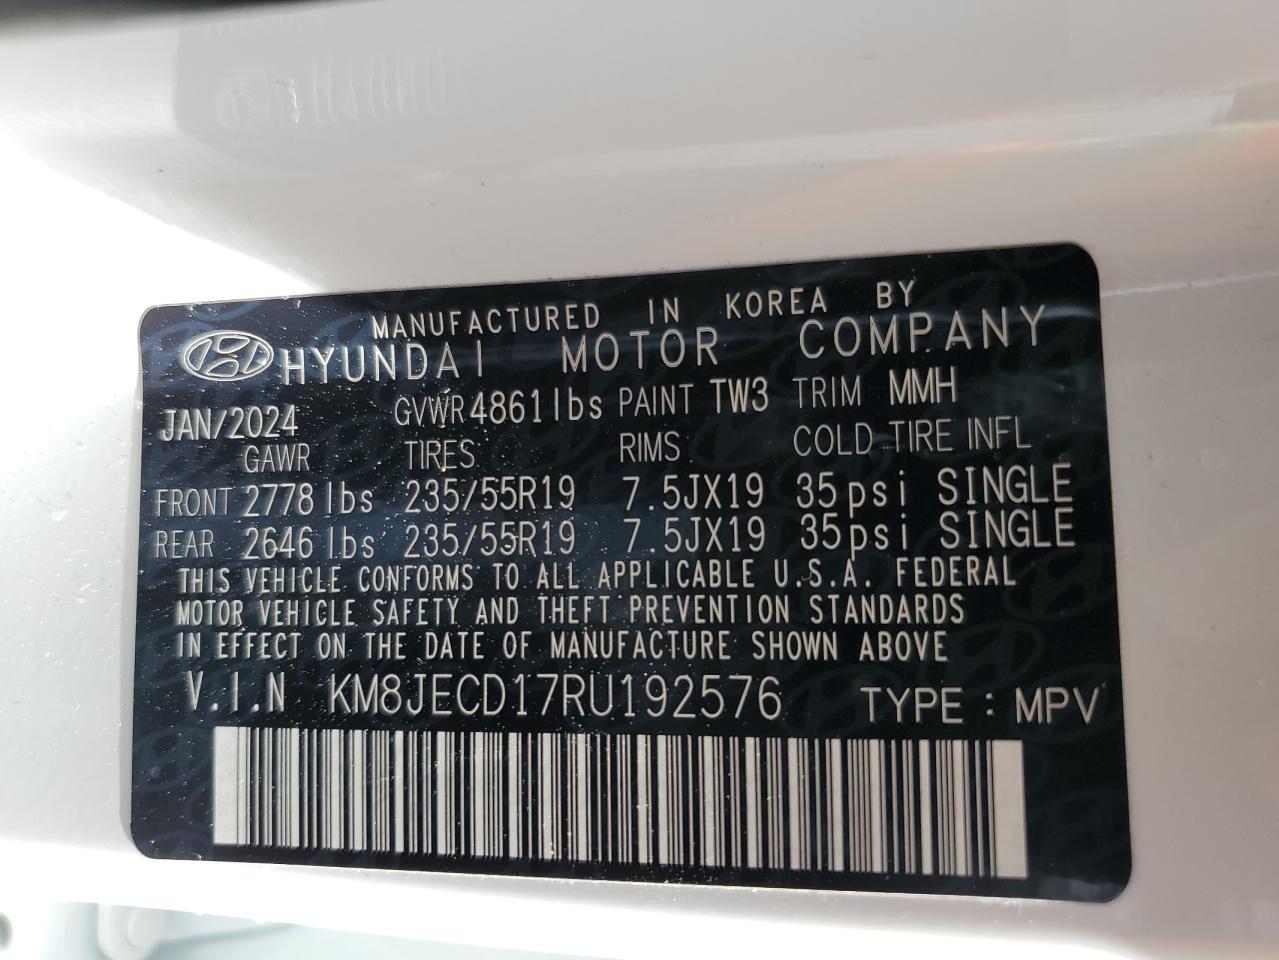 MANUFACTURED IN KOREA BY
HYUNDAI MOTOR COMPANY
JAN/2024 GVWR 4861lbs PAINT TW3 TRIM MMH
GAWR TIRES RIMS COLD TIRE INFL
FRONT 2778 lbs 235/55R19 7.5JX19 35psi SINGLE
REAR 2646 lbs 235/55R19 7.5JX19 35psi SINGLE
THIS VEHICLE CONFORMS TO ALL APPLICABLE U.S.A. FEDERAL
MOTOR VEHICLE SAFETY AND THEFT PREVENTION STANDARDS
IN EFFECT ON THE DATE OF MANUFACTURE SHOWN ABOVE
V.I.N KM8JECD17RU192576 TYPE : MPV